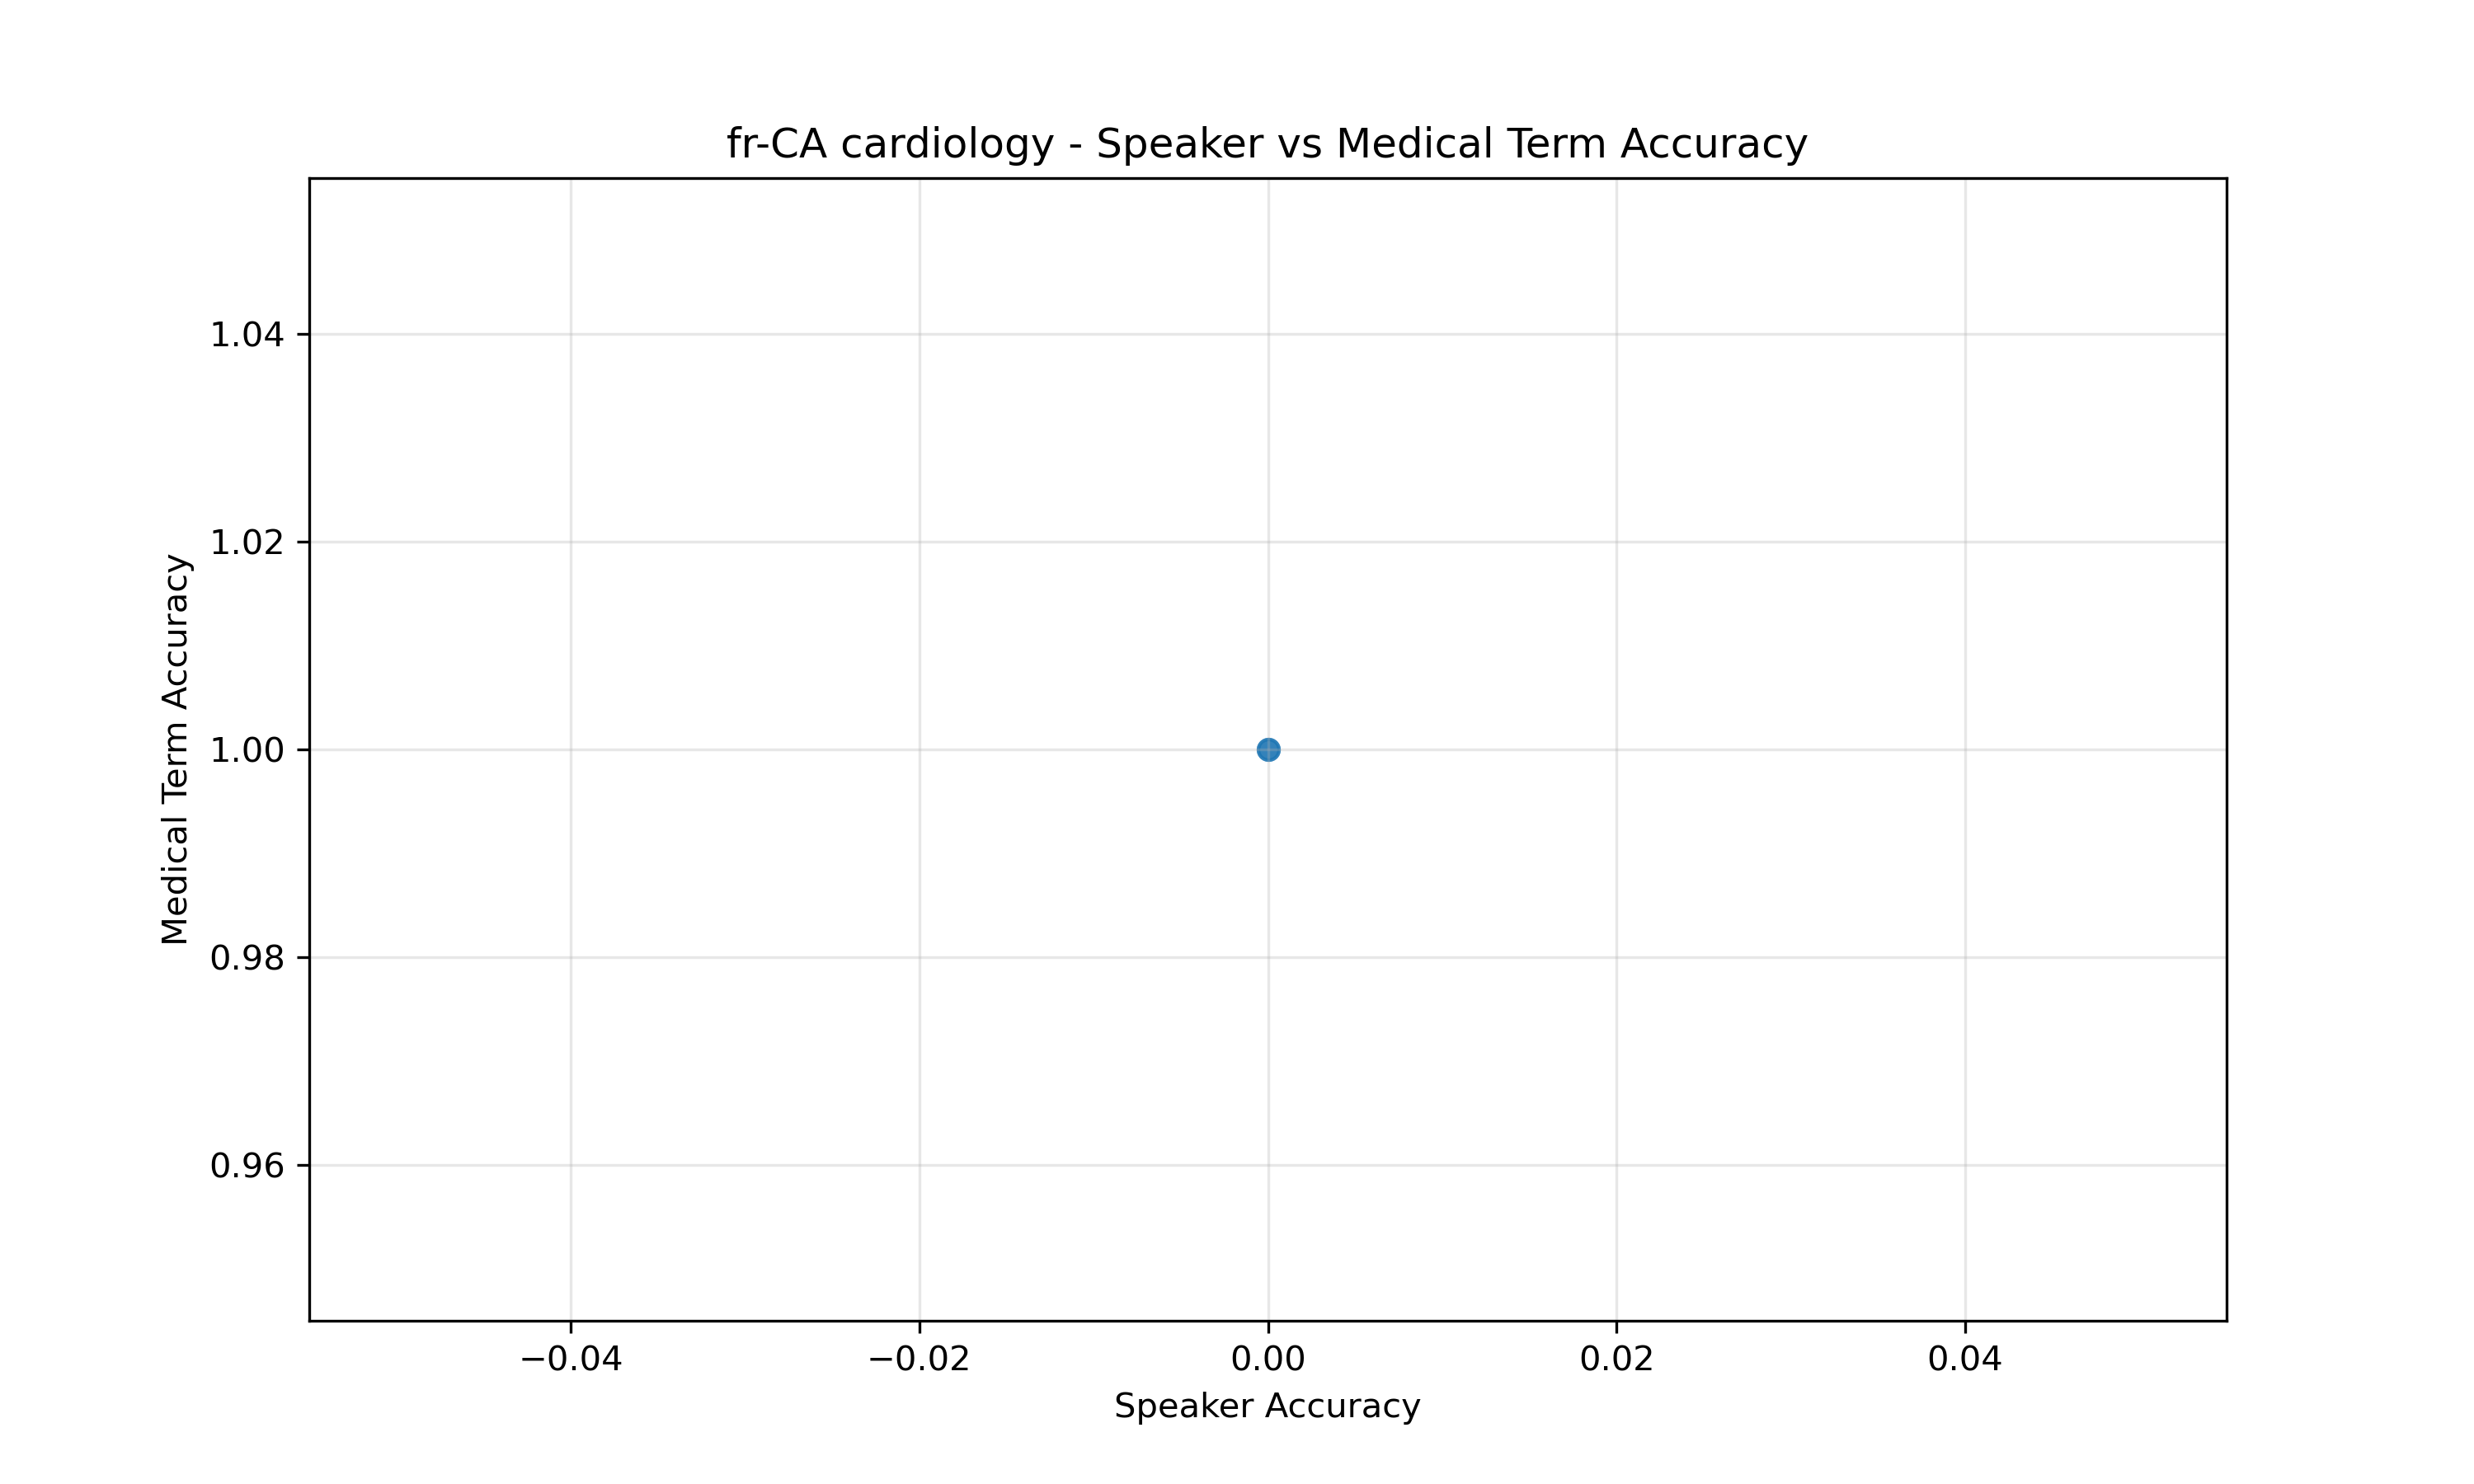 fr-CA cardiology - Speaker vs Medical Term Accuracy
Medical Term Accuracy
1.04
1.02
1.00
0.98
0.96
−0.04 −0.02 0.00 0.02 0.04
Speaker Accuracy